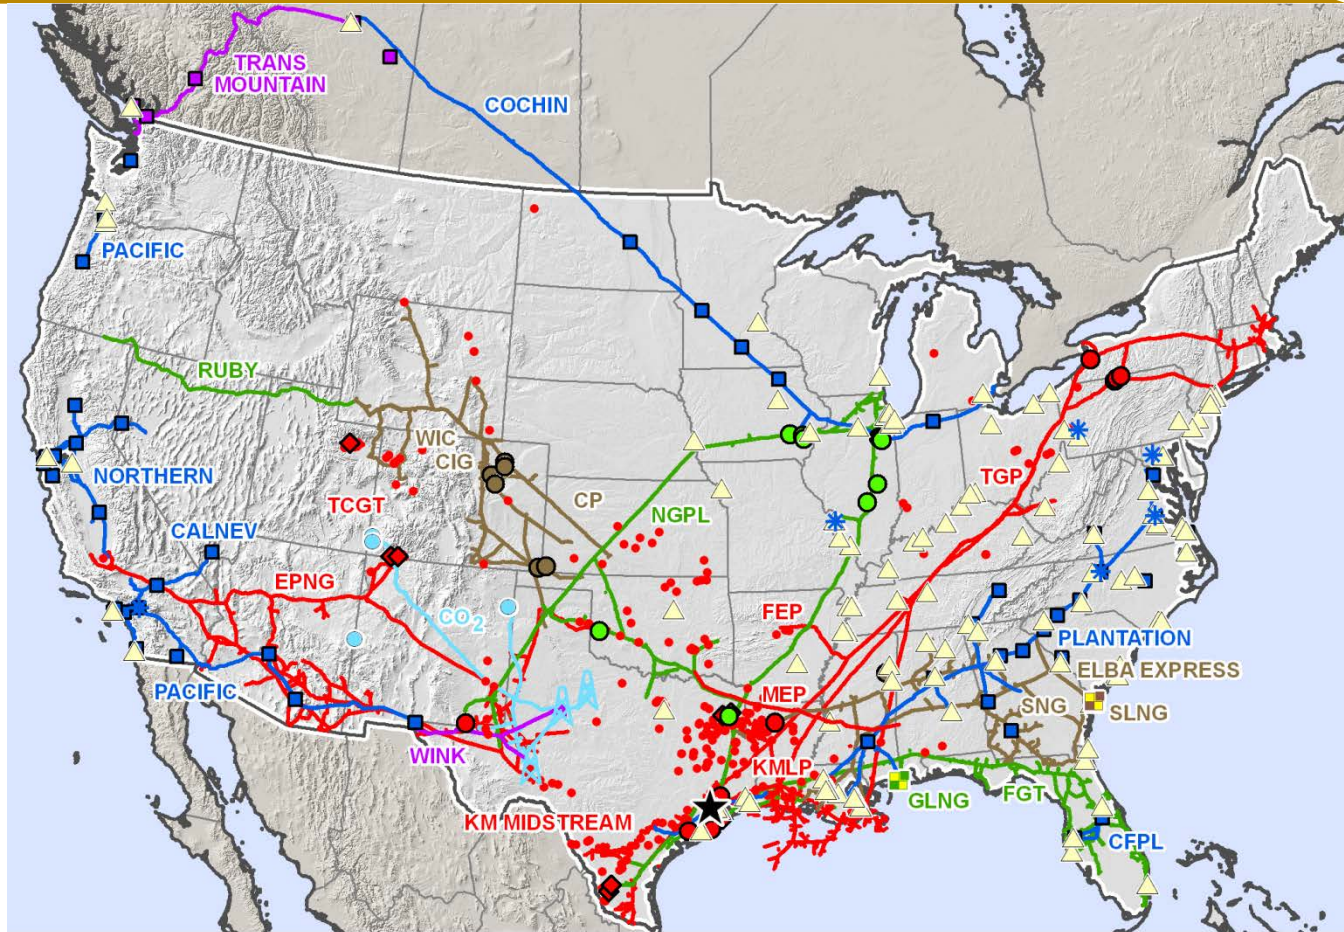 TRANS
MOUNTAIN
COCHIN
PACIFIC
RUBY
WIC
CIG
NORTHERN
TCGT
CP
NGPL
TGP
CALNEV
EPNG
CO2
FEP
PLANTATION
ELBA EXPRESS
PACIFIC
MEP
SNG
SLNG
WINK
KMLP
GLNG
FGT
KM MIDSTREAM
CFPL